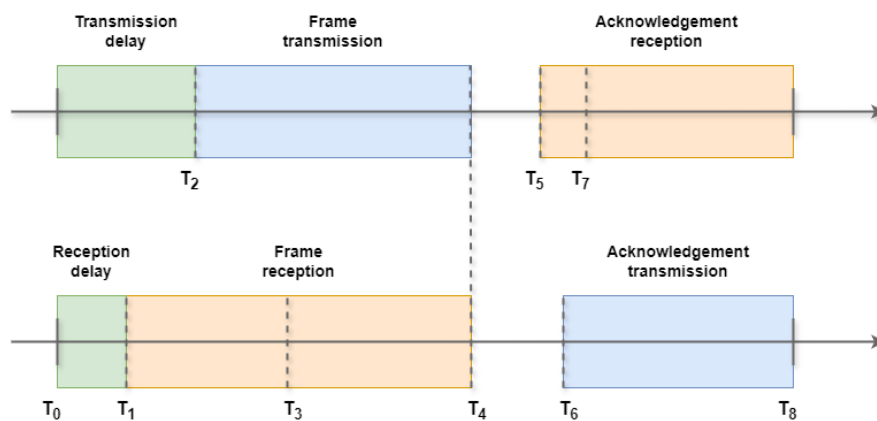 Transmission delay
Frame transmission
Acknowledgement reception
T2
T5
T7
Reception delay
Frame reception
Acknowledgement transmission
T0
T1
T3
T4
T6
T8